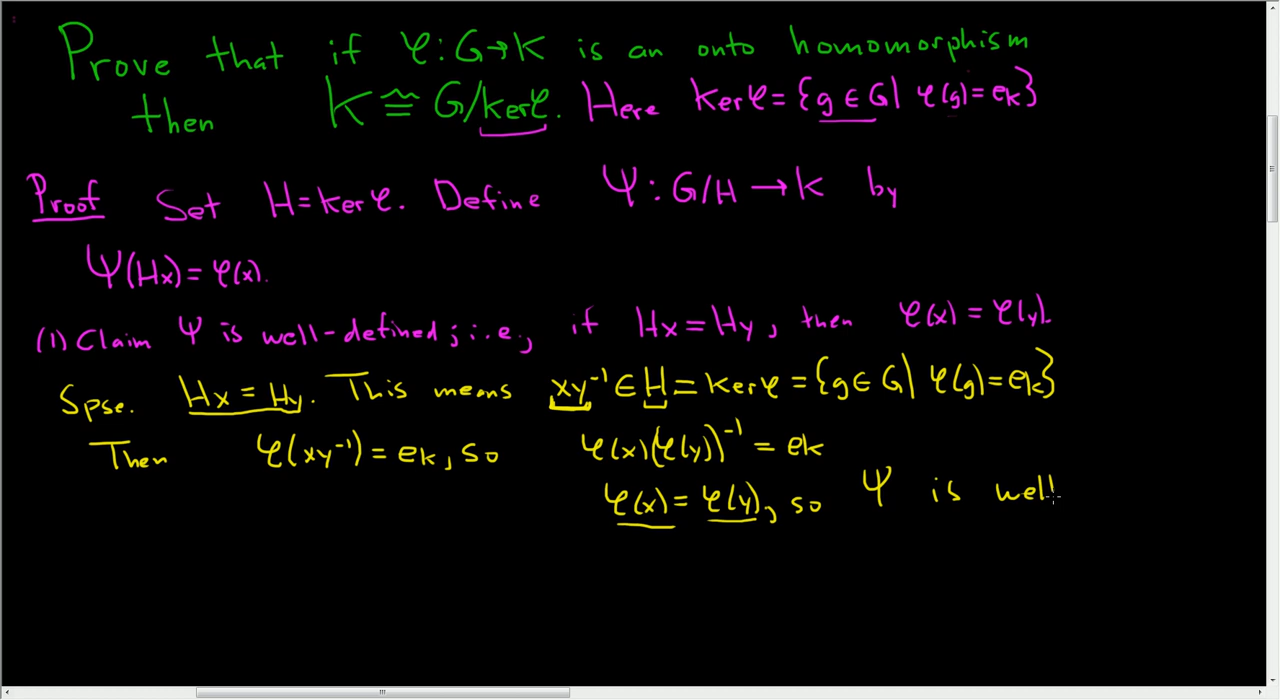 Prove that if φ: G→K is an onto homomorphism
then K ≅ G/kerφ. Here kerφ = {g ∈ G | φ(g) = eK}
Proof Set H = kerφ. Define Ψ: G/H → K by
Ψ(Hx) = φ(x).
(1) Claim Ψ is well-defined; i.e., if Hx = Hy, then φ(x) = φ(y).
Spse. Hx = Hy. This means xy⁻¹ ∈ H = kerφ = {g ∈ G | φ(g) = eK}
Then φ(xy⁻¹) = eK, so φ(x)(φ(y))⁻¹ = eK
φ(x) = φ(y), so Ψ is well